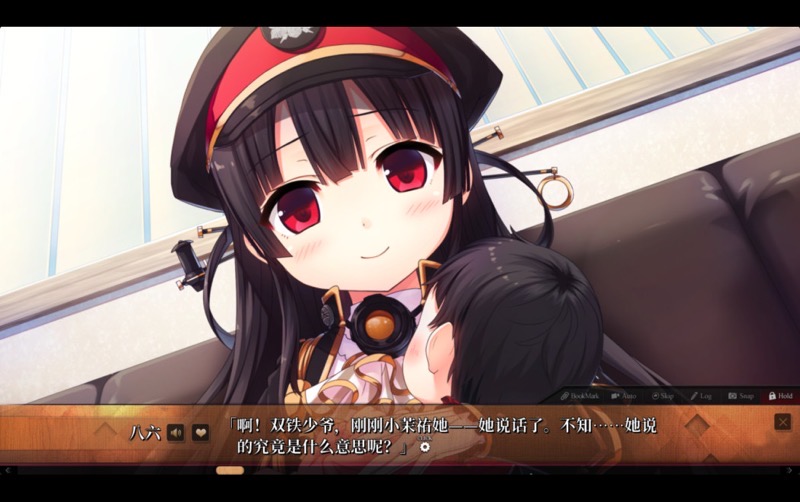 BookMark Auto Skip Log Snap Hold
八六
「啊！双铁少爷，刚刚小茉祐她——她说话了。不知……她说
的究竟是什么意思呢？」